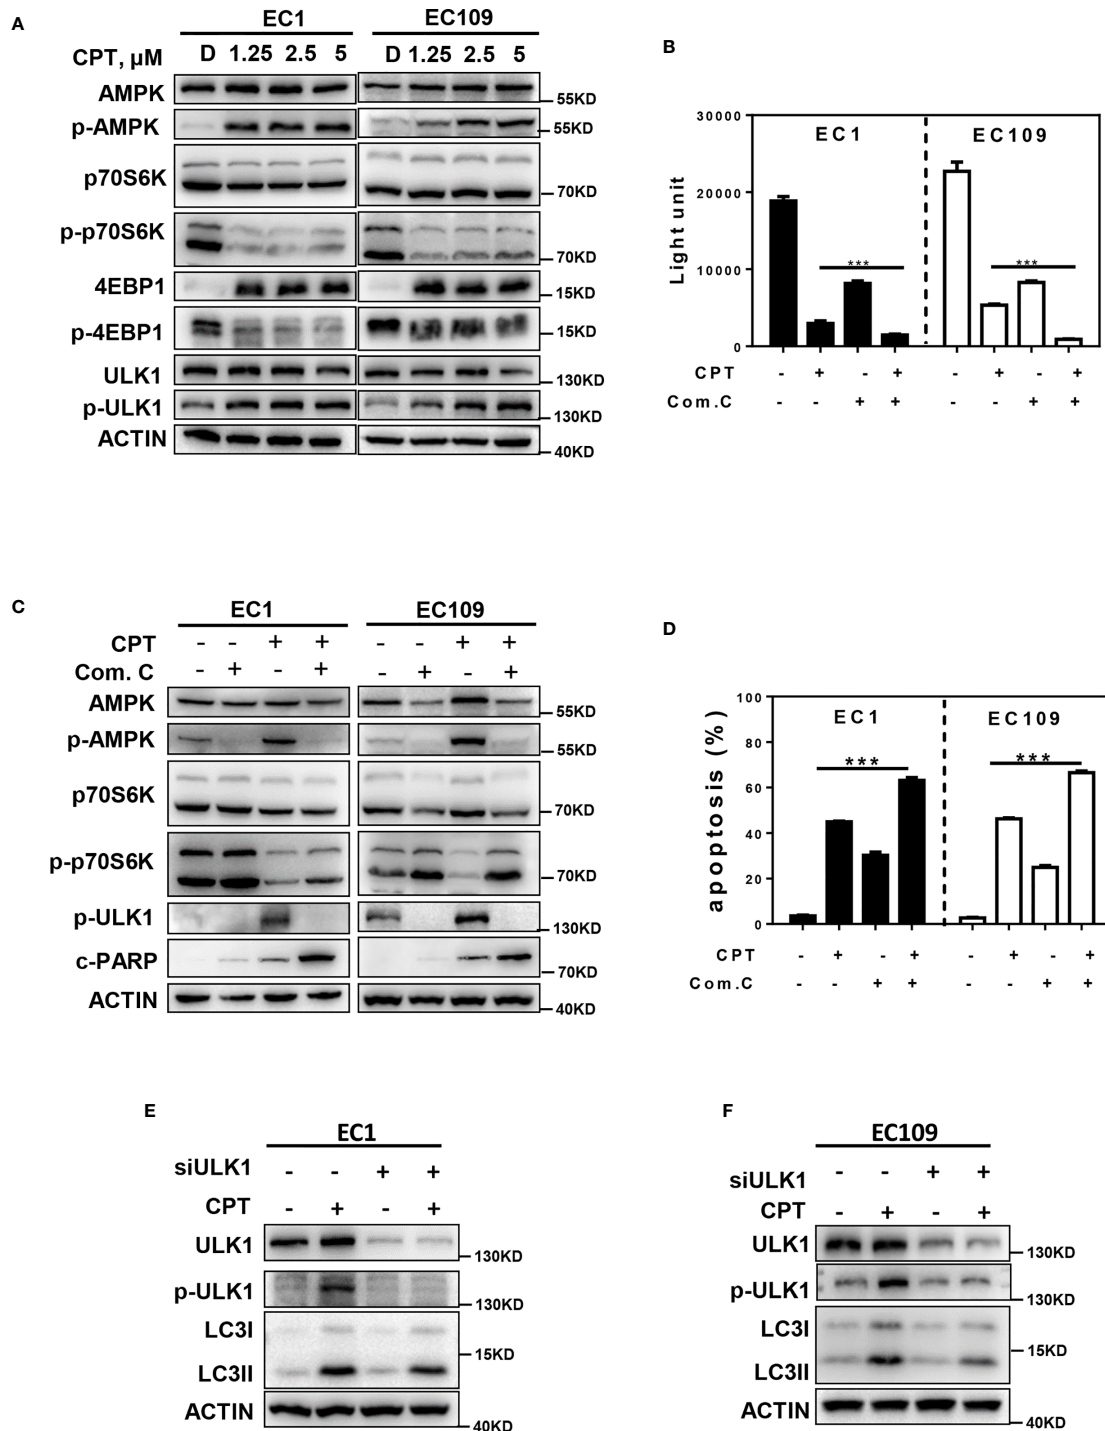 A
EC1 EC109
CPT, µM D 1.25 2.5 5 D 1.25 2.5 5
AMPK 55KD
p-AMPK 55KD
p70S6K 70KD
p-p70S6K 70KD
4EBP1 15KD
p-4EBP1 15KD
ULK1 130KD
p-ULK1 130KD
ACTIN 40KD
B
Light unit
30000
20000
10000
0
EC1 EC109
*** ***
CPT - + - + - + - +
Com.C - - + + - - + +
C
EC1 EC109
CPT - - + + - - + +
Com. C - + - + - + - +
AMPK 55KD
p-AMPK 55KD
p70S6K 70KD
p-p70S6K 70KD
p-ULK1 130KD
c-PARP 70KD
ACTIN 40KD
D
apoptosis (%)
100
80
60
40
20
0
EC1 EC109
*** ***
CPT - + - + - + - +
Com.C - - + + - - + +
E
EC1
siULK1 - - + +
CPT - + - +
ULK1 130KD
p-ULK1 130KD
LC3I
15KD
LC3II
ACTIN 40KD
F
EC109
siULK1 - - + +
CPT - + - +
ULK1 130KD
p-ULK1 130KD
LC3I
15KD
LC3II
ACTIN 40KD